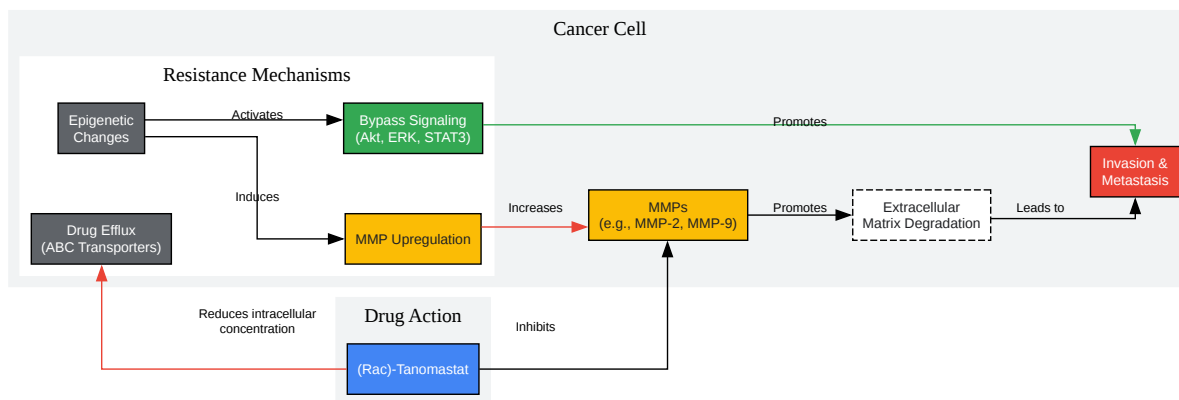 Cancer Cell
Resistance Mechanisms
Epigenetic
Changes
Activates
Bypass Signaling
(Akt, ERK, STAT3)
Promotes
Invasion &
Metastasis
Induces
Drug Efflux
(ABC Transporters)
MMP Upregulation
Increases
MMPs
(e.g., MMP-2, MMP-9)
Promotes
Extracellular
Matrix Degradation
Leads to
Reduces intracellular
concentration
Drug Action
Inhibits
(Rac)-Tanomastat